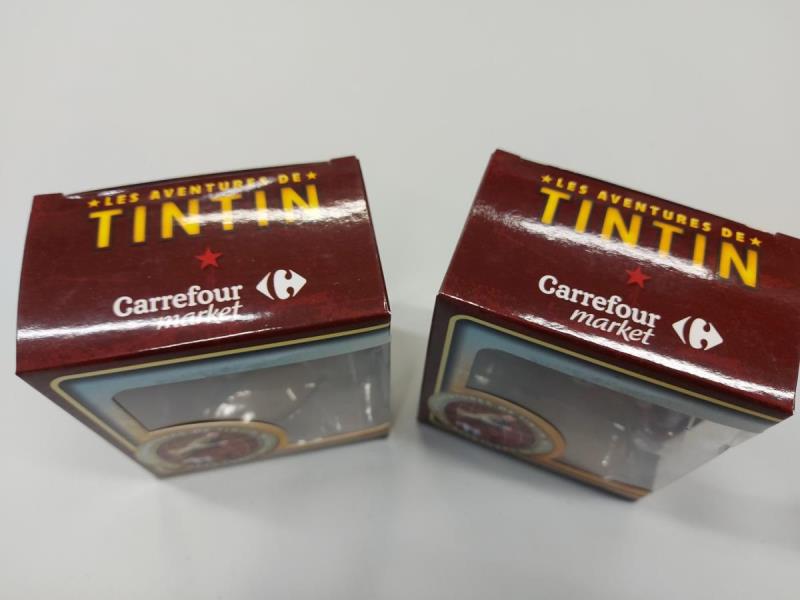 ★LES AVENTURES DE★
TINTIN
Carrefour
market
★LES AVENTURES DE★
TINTIN
Carrefour
market